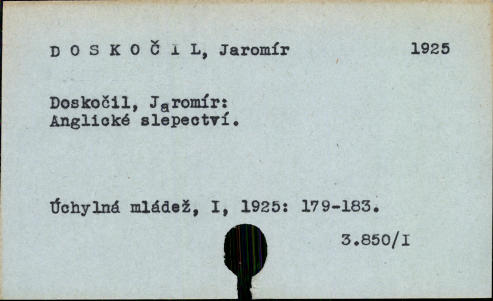 D O S K O Č I L, Jaromír 1925
Doskočil, Jaromír:
Anglické slepectví.
Úchylná mládež, I, 1925: 179-183.
3.850/I